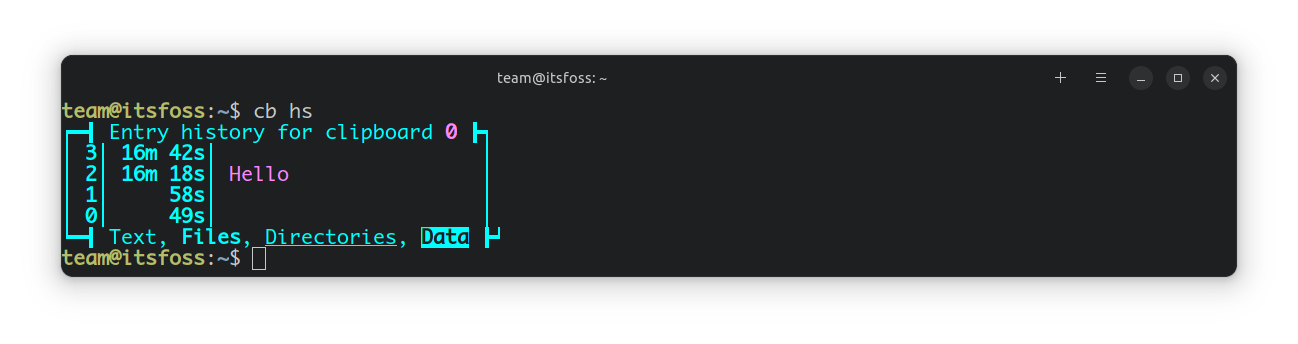 team@itsfoss: ~
team@itsfoss:~$ cb hs
Entry history for clipboard 0
3| 16m 42s|
2| 16m 18s| Hello
1| 58s|
0| 49s|
Text, Files, Directories, Data
team@itsfoss:~$